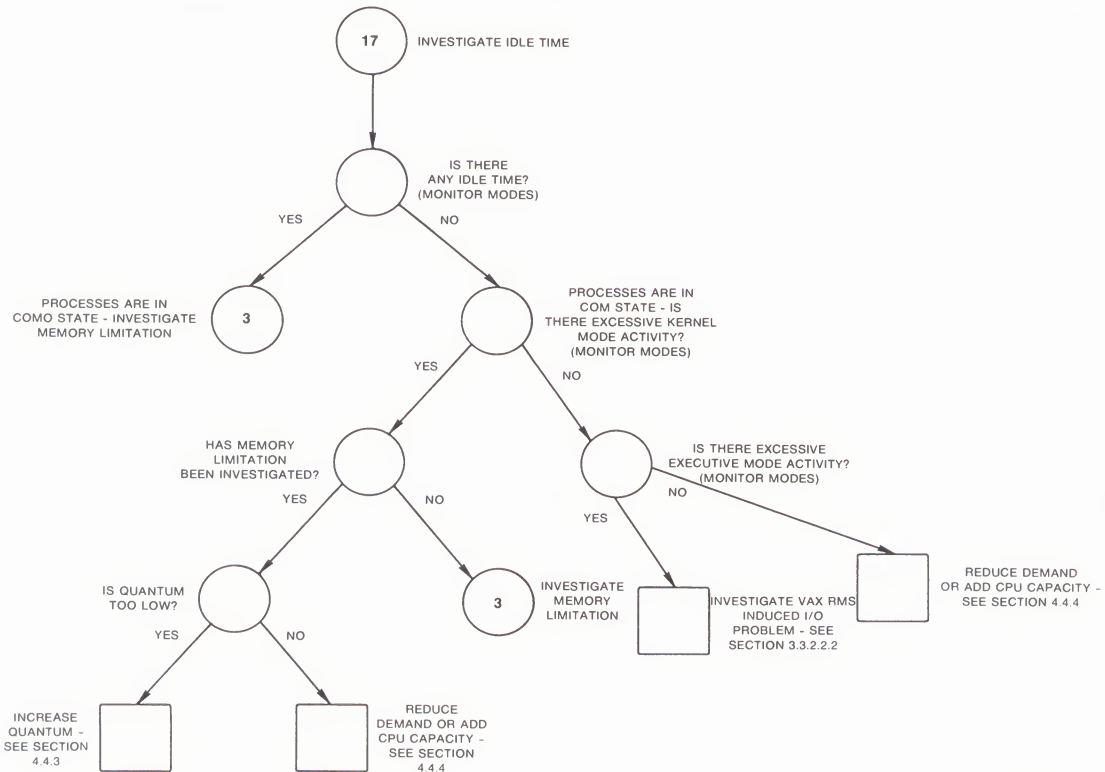 17
INVESTIGATE IDLE TIME
IS THERE
ANY IDLE TIME?
(MONITOR MODES)
YES
NO
PROCESSES ARE IN
COMO STATE - INVESTIGATE
MEMORY LIMITATION
3
PROCESSES ARE IN
COM STATE - IS
THERE EXCESSIVE KERNEL
MODE ACTIVITY?
(MONITOR MODES)
YES
NO
HAS MEMORY
LIMITATION
BEEN INVESTIGATED?
IS THERE EXCESSIVE
EXECUTIVE MODE ACTIVITY?
(MONITOR MODES)
YES
NO
YES
NO
IS QUANTUM
TOO LOW?
3
INVESTIGATE
MEMORY
LIMITATION
INVESTIGATE VAX RMS
INDUCED I/O
PROBLEM - SEE
SECTION 3.3.2.2.2
REDUCE DEMAND
OR ADD CPU CAPACITY -
SEE SECTION 4.4.4
YES
NO
INCREASE
QUANTUM -
SEE SECTION
4.4.3
REDUCE
DEMAND OR ADD
CPU CAPACITY -
SEE SECTION
4.4.4